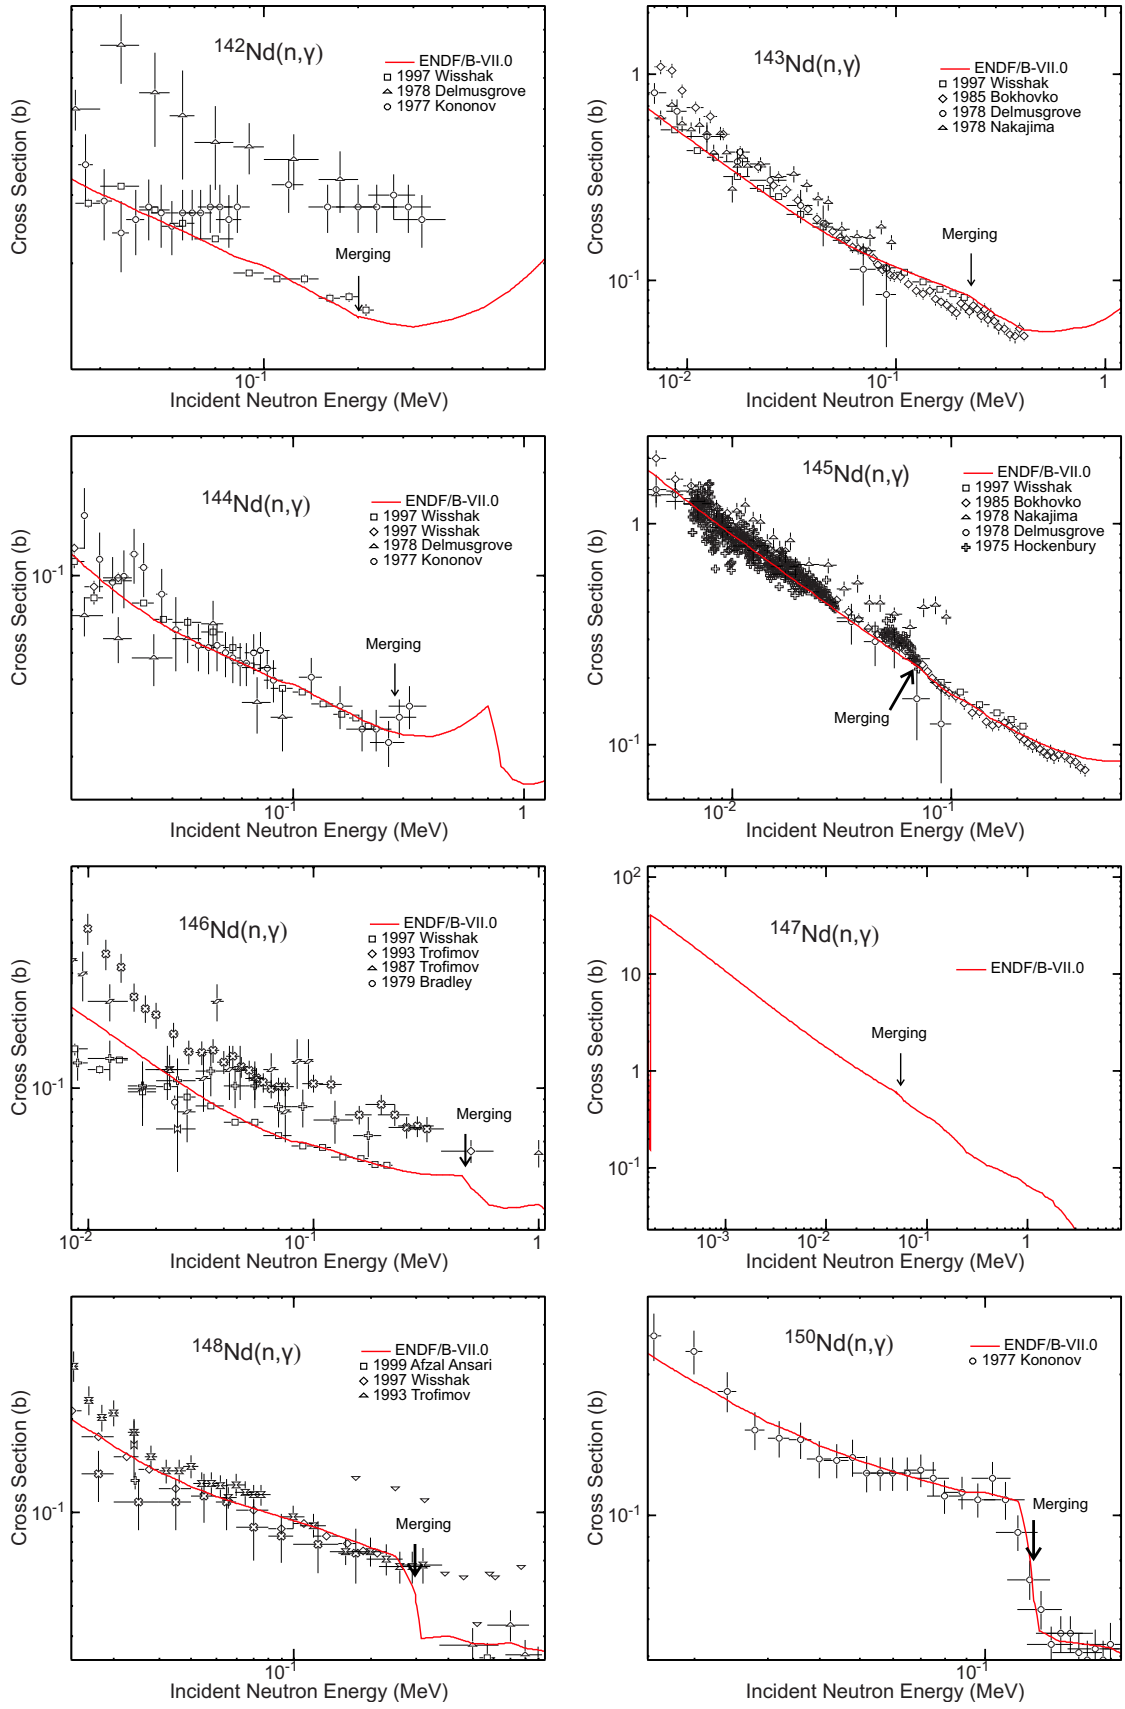 142Nd(n,γ)
ENDF/B-VII.0
1997 Wisshak
1978 Delmusgrove
1977 Kononov
Merging
Cross Section (b)
10-1
Incident Neutron Energy (MeV)
143Nd(n,γ)
ENDF/B-VII.0
1997 Wisshak
1985 Bokhovko
1978 Delmusgrove
1978 Nakajima
Merging
Cross Section (b)
1
10-1
10-2
10-1
1
Incident Neutron Energy (MeV)
144Nd(n,γ)
ENDF/B-VII.0
1997 Wisshak
1997 Wisshak
1978 Delmusgrove
1977 Kononov
Merging
Cross Section (b)
10-1
10-1
1
Incident Neutron Energy (MeV)
145Nd(n,γ)
ENDF/B-VII.0
1997 Wisshak
1985 Bokhovko
1978 Nakajima
1978 Delmusgrove
1975 Hockenbury
Merging
Cross Section (b)
1
10-1
10-2
10-1
Incident Neutron Energy (MeV)
146Nd(n,γ)
ENDF/B-VII.0
1997 Wisshak
1993 Trofimov
1987 Trofimov
1979 Bradley
Merging
Cross Section (b)
10-1
10-2
10-1
1
Incident Neutron Energy (MeV)
147Nd(n,γ)
ENDF/B-VII.0
Merging
Cross Section (b)
102
10
1
10-1
10-3
10-2
10-1
1
Incident Neutron Energy (MeV)
148Nd(n,γ)
ENDF/B-VII.0
1999 Afzal Ansari
1997 Wisshak
1993 Trofimov
Merging
Cross Section (b)
10-1
10-1
Incident Neutron Energy (MeV)
150Nd(n,γ)
ENDF/B-VII.0
1977 Kononov
Merging
Cross Section (b)
10-1
10-1
Incident Neutron Energy (MeV)